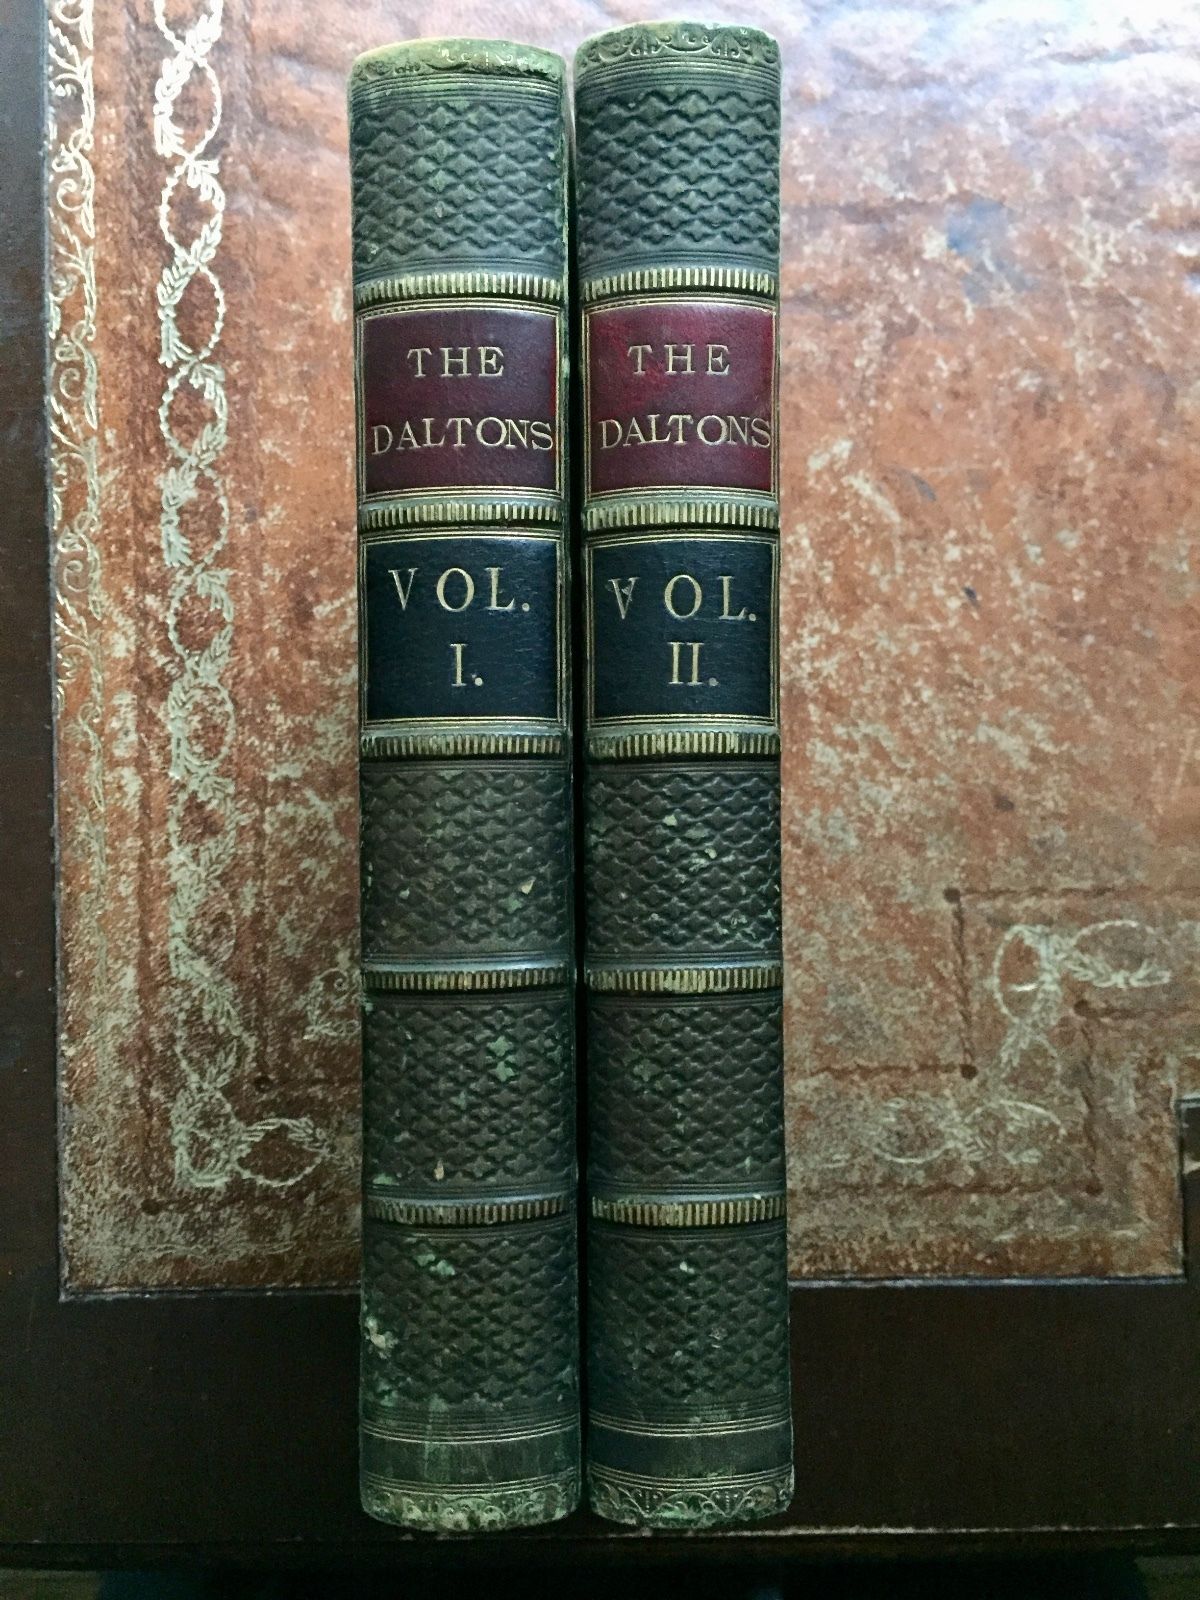 THE
DALTONS
VOL.
I.
THE
DALTONS
VOL.
II.